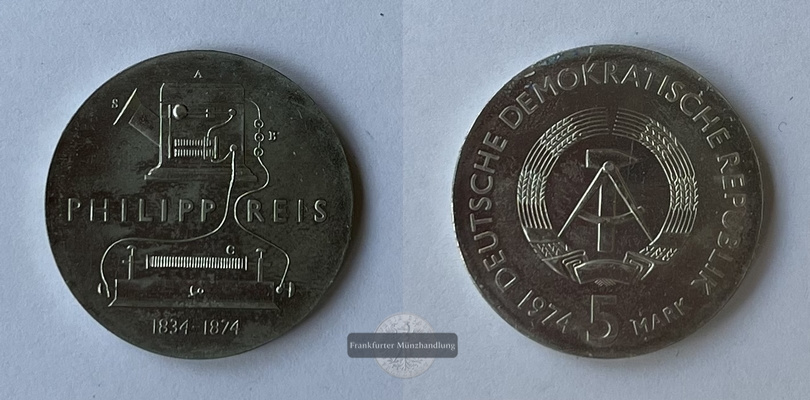 A
S
B
PHILIPP REIS
C
1834-1874
DEUTSCHE DEMOKRATISCHE REPUBLIK
1974
5 MARK
Frankfurter Münzhandlung